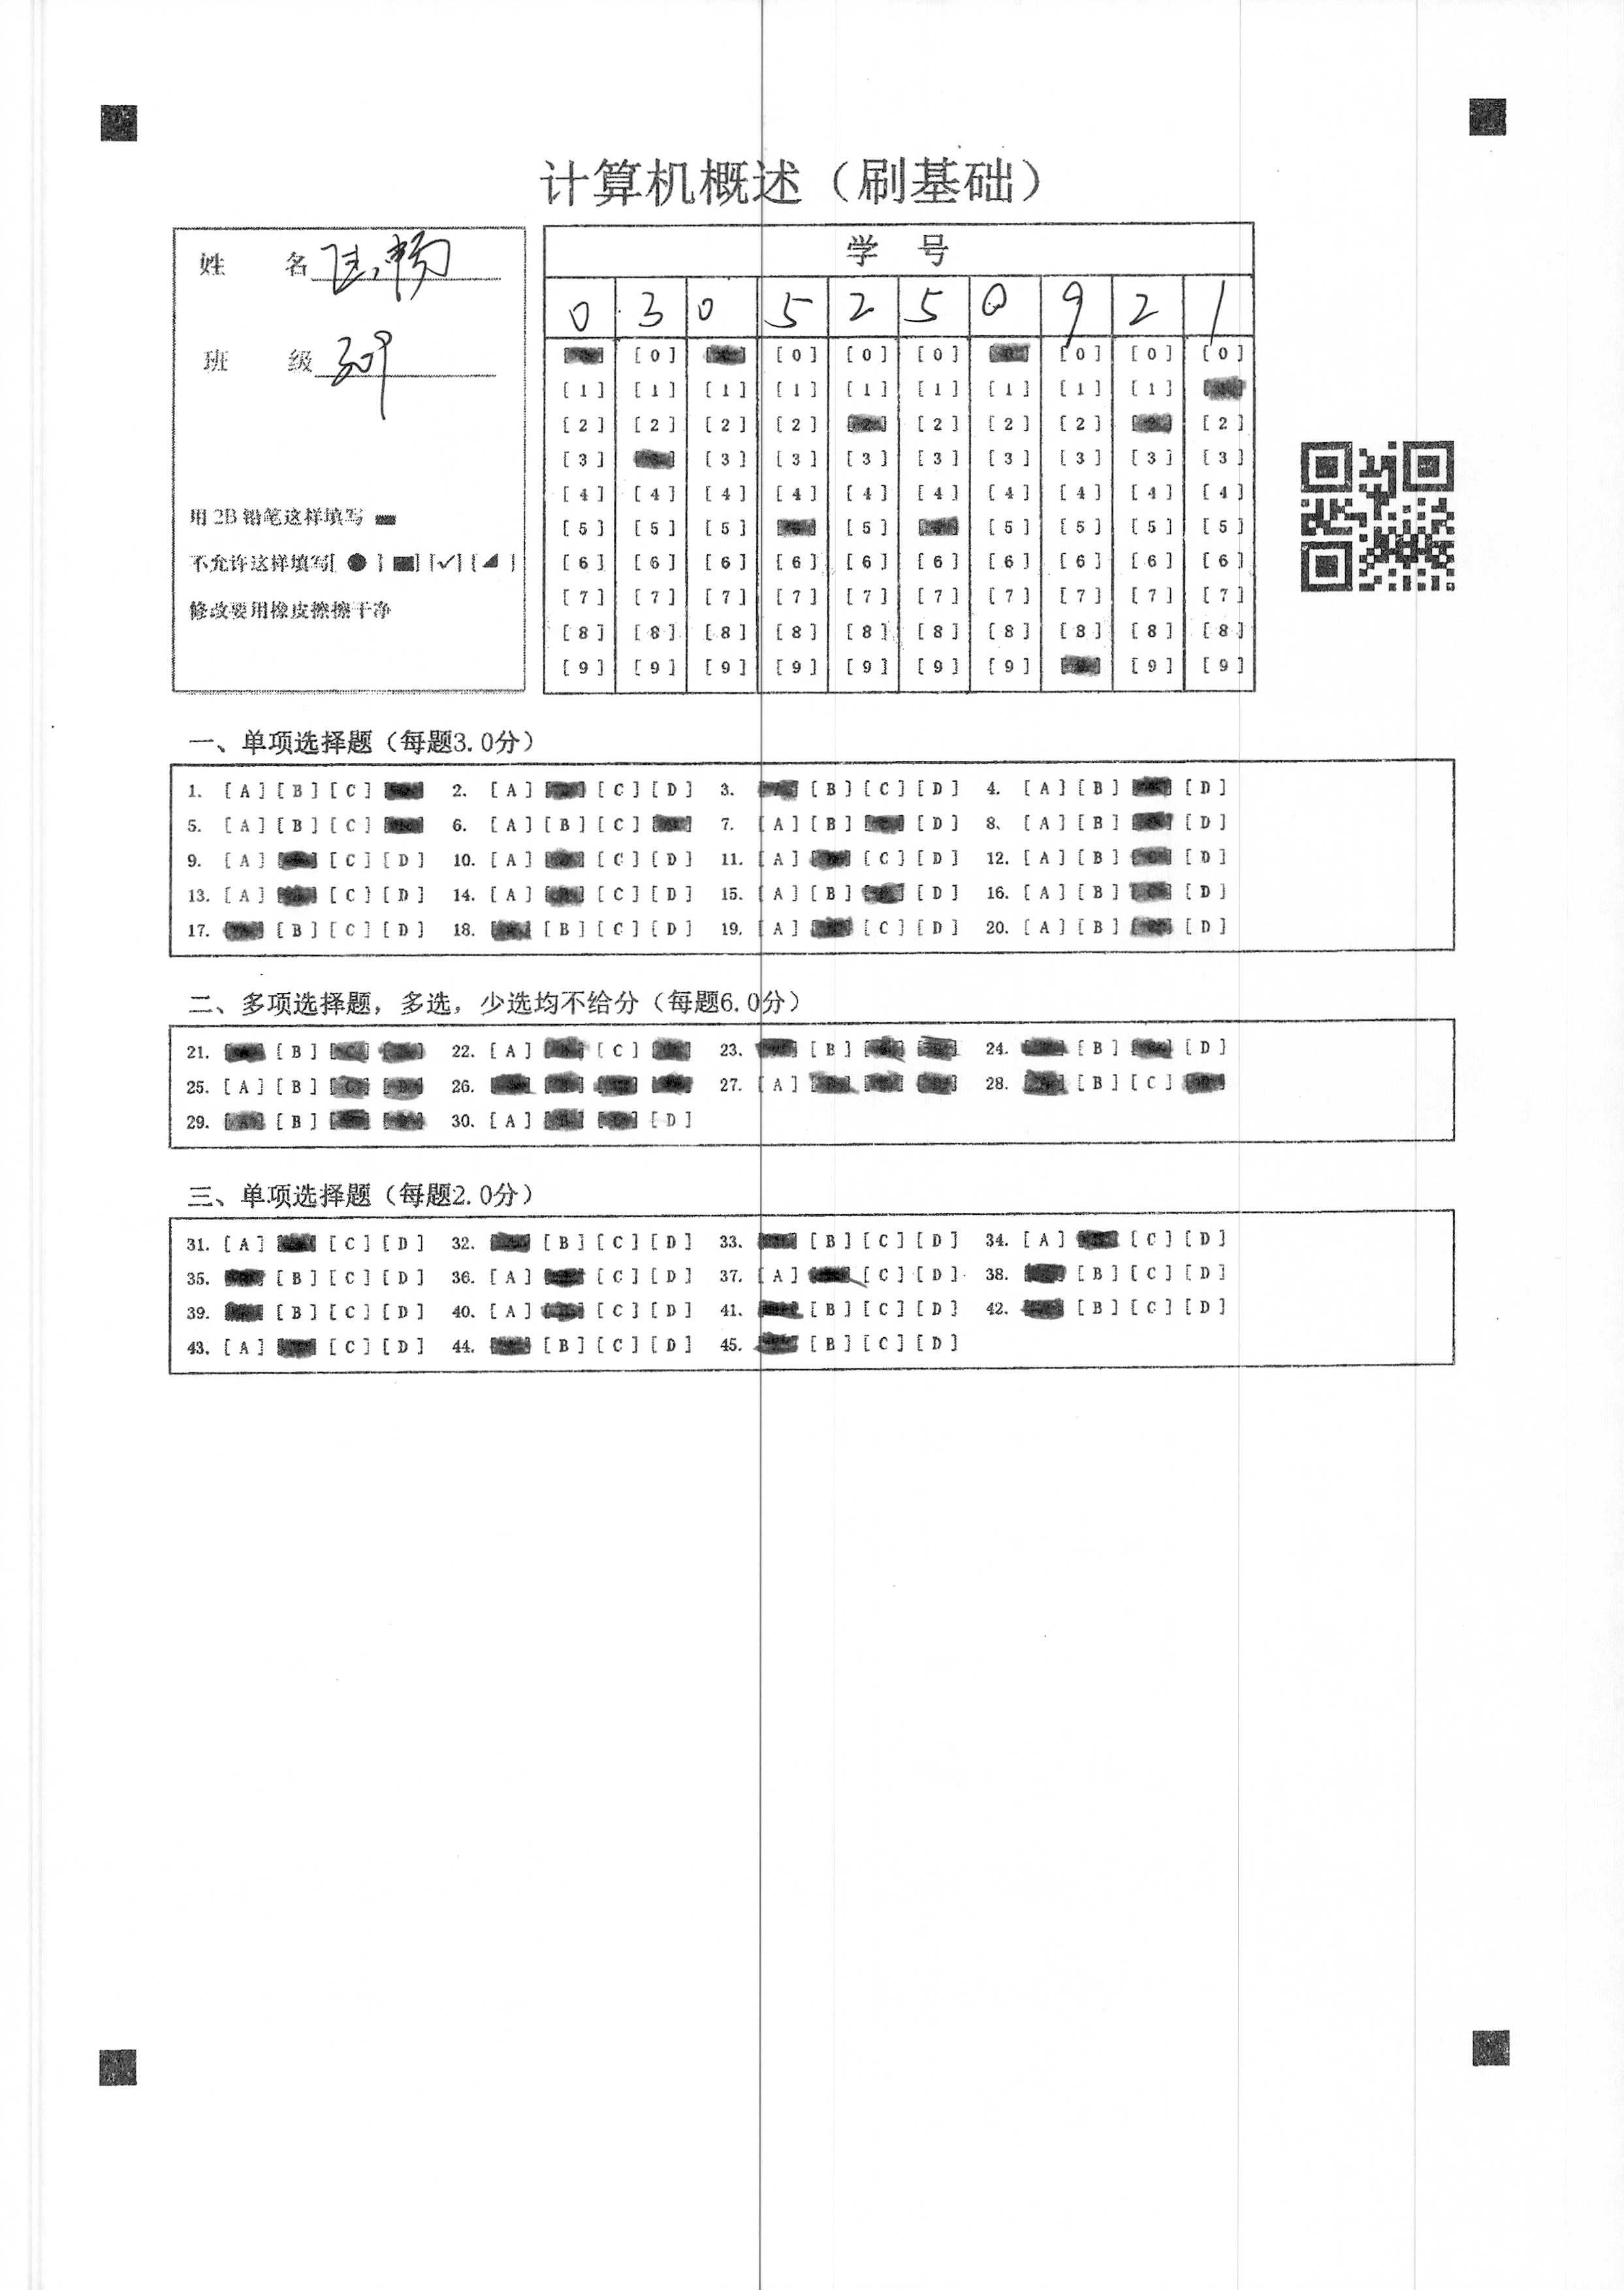 计算机概述（刷基础）
姓 名
班 级 309
用 2B 铅笔这样填写
不允许这样填写[ ● ] [■] [✓] [◢ ]
修改要用橡皮擦擦干净
学 号
0 3 0 5 2 5 0 9 2 1
[0] [0] [0] [0] [0] [0] [0]
[1] [1] [1] [1] [1] [1] [1] [1] [1]
[2] [2] [2] [2] [2] [2] [2] [2]
[3] [3] [3] [3] [3] [3] [3] [3] [3]
[4] [4] [4] [4] [4] [4] [4] [4] [4] [4]
[5] [5] [5] [5] [5] [5] [5] [5]
[6] [6] [6] [6] [6] [6] [6] [6] [6] [6]
[7] [7] [7] [7] [7] [7] [7] [7] [7] [7]
[8] [8] [8] [8] [8] [8] [8] [8] [8] [8]
[9] [9] [9] [9] [9] [9] [9] [9] [9]
一、单项选择题（每题3.0分）
1. [A] [B] [C] 2. [A] [C] [D] 3. [B] [C] [D] 4. [A] [B] [D]
5. [A] [B] [C] 6. [A] [B] [C] 7. [A] [B] [D] 8. [A] [B] [D]
9. [A] [C] [D] 10. [A] [C] [D] 11. [A] [C] [D] 12. [A] [B] [D]
13. [A] [C] [D] 14. [A] [C] [D] 15. [A] [B] [D] 16. [A] [B] [D]
17. [B] [C] [D] 18. [B] [C] [D] 19. [A] [C] [D] 20. [A] [B] [D]
二、多项选择题，多选，少选均不给分（每题6.0分）
21. [B] 22. [A] [C] 23. [B] 24. [B] [D]
25. [A] [B] 26. 27. [A] 28. [B] [C]
29. [B] 30. [A] [D]
三、单项选择题（每题2.0分）
31. [A] [C] [D] 32. [B] [C] [D] 33. [B] [C] [D] 34. [A] [C] [D]
35. [B] [C] [D] 36. [A] [C] [D] 37. [A] [C] [D] 38. [B] [C] [D]
39. [B] [C] [D] 40. [A] [C] [D] 41. [B] [C] [D] 42. [B] [C] [D]
43. [A] [C] [D] 44. [B] [C] [D] 45. [B] [C] [D]